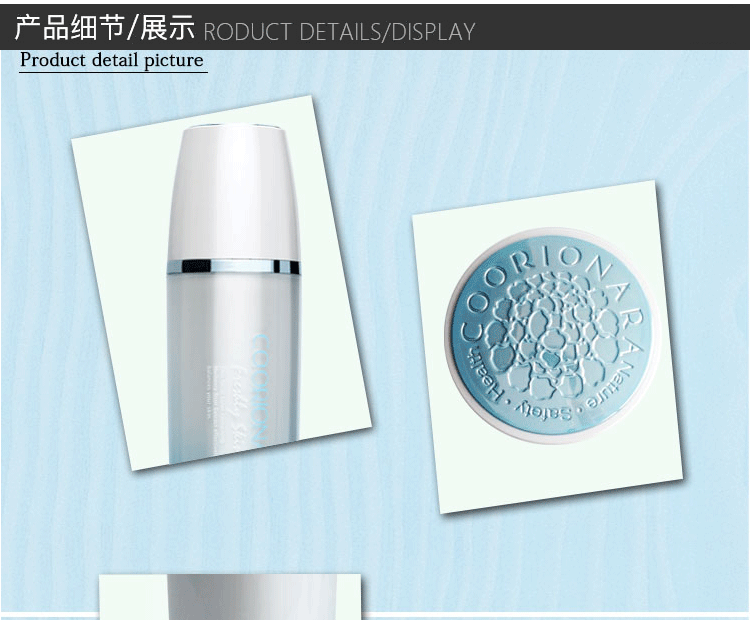 产品细节/展示 RODUCT DETAILS/DISPLAY
Product detail picture
COORIONARA
Health · Safety · Nature